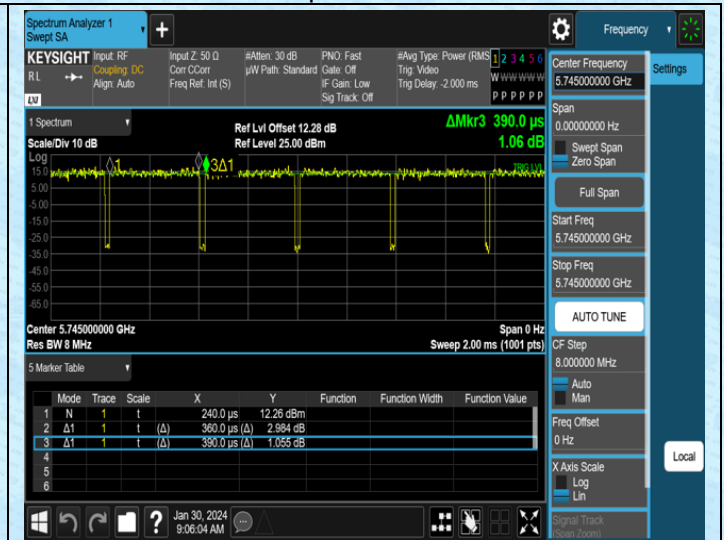 Spectrum Analyzer 1
Swept SA
+
Frequency
KEYSIGHT Input: RF Input Z: 50 Ω #Atten: 30 dB PNO: Fast #Avg Type: Power (RMS 1 2 3 4 5 6
RL Coupling: DC Corr CCorr µW Path: Standard Gate: Off Trig: Video W W W W W W
Align: Auto Freq Ref: Int (S) IF Gain: Low Trig Delay: -2.000 ms P P P P P P
LXI Sig Track: Off
1 Spectrum
Scale/Div 10 dB
Ref Lvl Offset 12.28 dB
Ref Level 25.00 dBm
ΔMkr3 390.0 µs
1.06 dB
Log
15.0
5.00
-5.00
-15.0
-25.0
-35.0
-45.0
-55.0
-65.0
1
3Δ1
TRIG LVL
Center 5.745000000 GHz Span 0 Hz
Res BW 8 MHz Sweep 2.00 ms (1001 pts)
5 Marker Table
Mode Trace Scale X Y Function Function Width Function Value
1 N 1 t 240.0 µs 12.26 dBm
2 Δ1 1 t (Δ) 360.0 µs (Δ) 2.984 dB
3 Δ1 1 t (Δ) 390.0 µs (Δ) 1.055 dB
4
5
6
? Jan 30, 2024
9:06:04 AM
Center Frequency
5.745000000 GHz
Settings
Span
0.00000000 Hz
Swept Span
Zero Span
Full Span
Start Freq
5.745000000 GHz
Stop Freq
5.745000000 GHz
AUTO TUNE
CF Step
8.000000 MHz
Auto
Man
Freq Offset
0 Hz
Local
X Axis Scale
Log
Lin
Signal Track
(Span Zoom)